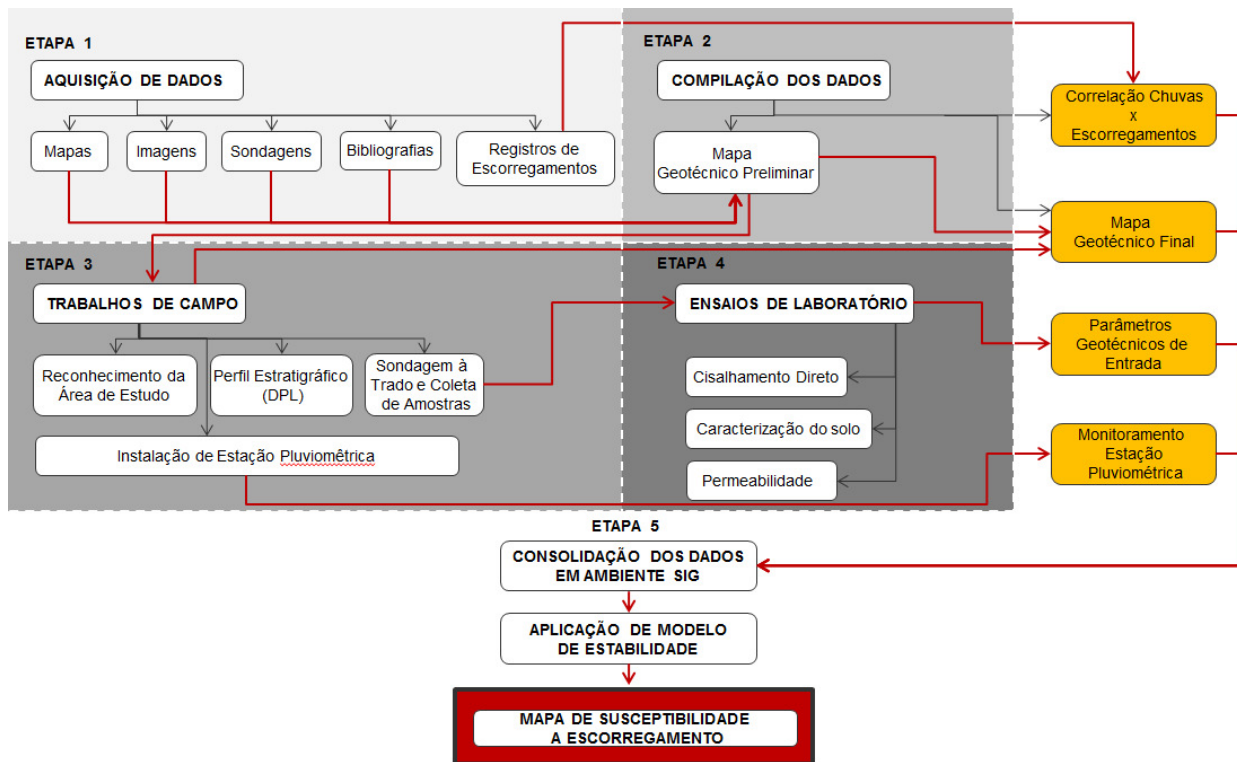 ETAPA 1
AQUISIÇÃO DE DADOS
Mapas
Imagens
Sondagens
Bibliografias
Registros de
Escorregamentos
ETAPA 2
COMPILAÇÃO DOS DADOS
Mapa
Geotécnico Preliminar
Correlação Chuvas
x
Escorregamentos
Mapa
Geotécnico Final
ETAPA 3
TRABALHOS DE CAMPO
Reconhecimento da
Área de Estudo
Perfil Estratigráfico
(DPL)
Sondagem à
Trado e Coleta
de Amostras
Instalação de Estação Pluviomêtrica
ETAPA 4
ENSAIOS DE LABORATÓRIO
Cisalhamento Direto
Caracterização do solo
Permeabilidade
Parâmetros
Geotécnicos de
Entrada
Monitoramento
Estação
Pluviométrica
ETAPA 5
CONSOLIDAÇÃO DOS DADOS
EM AMBIENTE SIG
APLICAÇÃO DE MODELO
DE ESTABILIDADE
MAPA DE SUSCEPTIBILIDADE
A ESCORREGAMENTO